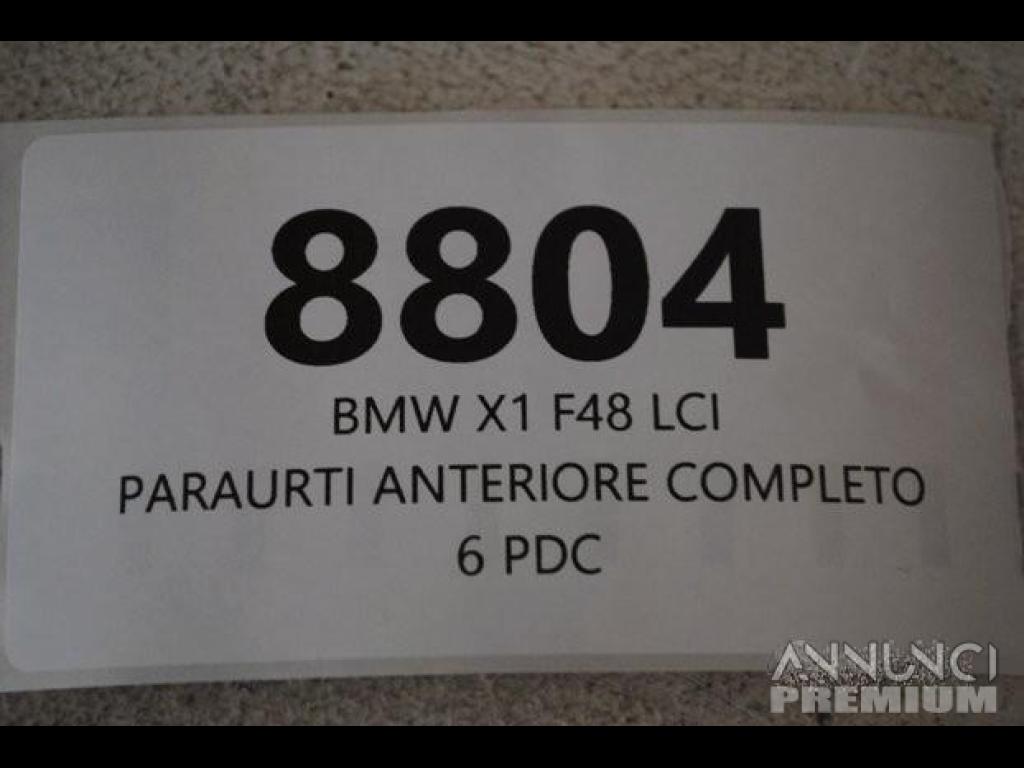 8804
BMW X1 F48 LCI
PARAURTI ANTERIORE COMPLETO
6 PDC
ANNUNCI
PREMIUM